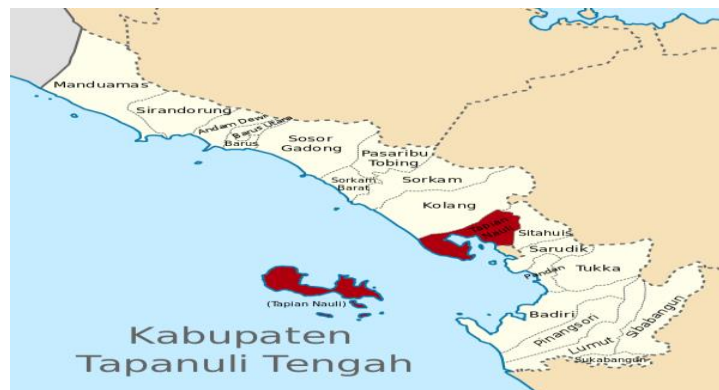 Manduamas
Sirandorung
Andam Dewi
Barus Utara
Barus
Sosor
Gadong
Pasaribu
Tobing
Sorkam
Barat
Sorkam
Kolang
Tapian
Nauli
Sitahuis
Sarudik
Pandan
Tukka
(Tapian Nauli)
Badiri
Pinangsori
Lumut
Sibabangun
Sukabangun
Kabupaten
Tapanuli Tengah